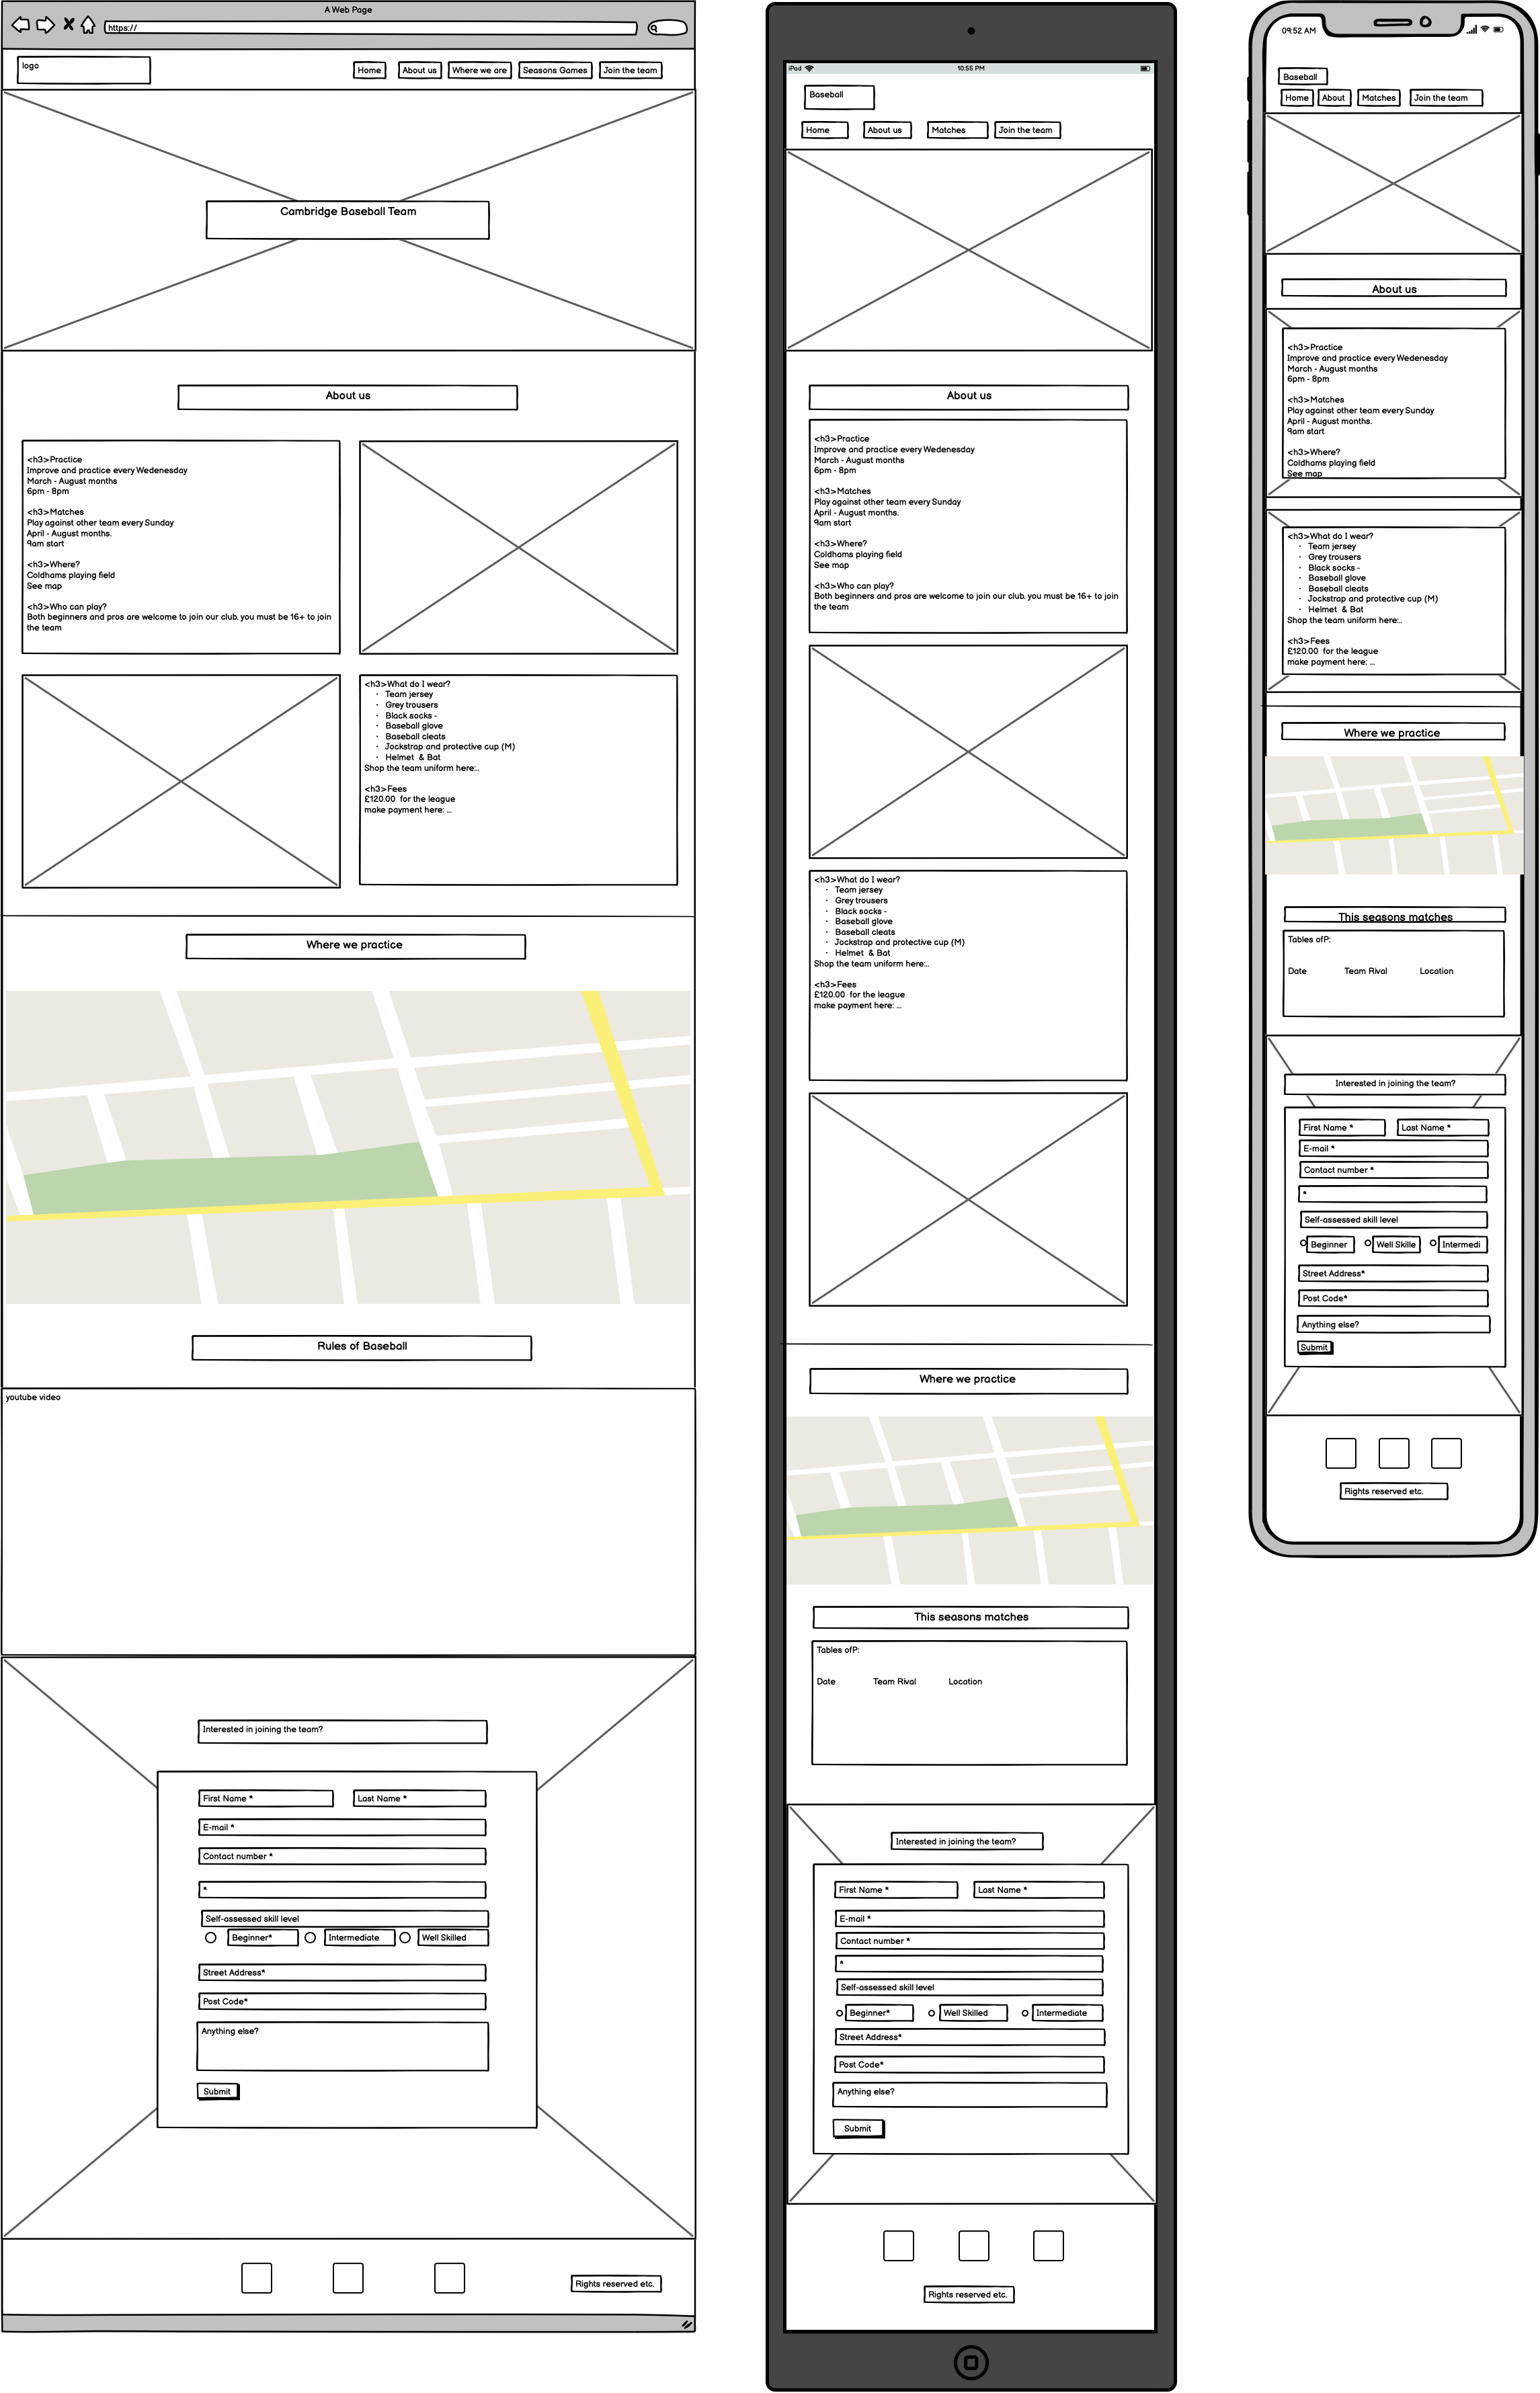 A Web Page
https://
logo
Home
About us
Where we are
Seasons Games
Join the team
Cambridge Baseball Team
About us
<h3>Practice
Improve and practice every Wedenesday
March - August months
6pm - 8pm
<h3>Matches
Play against other team every Sunday
April - August months.
9am start
<h3>Where?
Coldhams playing field
See map
<h3>Who can play?
Both beginners and pros are welcome to join our club. you must be 16+ to join
the team
<h3>What do I wear?
· Team jersey
· Grey trousers
· Black socks -
· Baseball glove
· Baseball cleats
· Jockstrap and protective cup (M)
· Helmet & Bat
Shop the team uniform here:..
<h3>Fees
£120.00 for the league
make payment here: ...
Where we practice
Rules of Baseball
youtube video
Interested in joining the team?
First Name *
Last Name *
E-mail *
Contact number *
*
Self-assessed skill level
Beginner*
Intermediate
Well Skilled
Street Address*
Post Code*
Anything else?
Submit
Rights reserved etc.
iPad
10:55 PM
Baseball
Home
About us
Matches
Join the team
About us
<h3>Practice
Improve and practice every Wedenesday
March - August months
6pm - 8pm
<h3>Matches
Play against other team every Sunday
April - August months.
9am start
<h3>Where?
Coldhams playing field
See map
<h3>Who can play?
Both beginners and pros are welcome to join our club. you must be 16+ to join
the team
<h3>What do I wear?
· Team jersey
· Grey trousers
· Black socks -
· Baseball glove
· Baseball cleats
· Jockstrap and protective cup (M)
· Helmet & Bat
Shop the team uniform here:..
<h3>Fees
£120.00 for the league
make payment here: ...
Where we practice
This seasons matches
Tables ofP:
Date Team Rival Location
Interested in joining the team?
First Name *
Last Name *
E-mail *
Contact number *
*
Self-assessed skill level
Beginner*
Well Skilled
Intermediate
Street Address*
Post Code*
Anything else?
Submit
Rights reserved etc.
09:52 AM
Baseball
Home
About
Matches
Join the team
About us
<h3>Practice
Improve and practice every Wedenesday
March - August months
6pm - 8pm
<h3>Matches
Play against other team every Sunday
April - August months.
9am start
<h3>Where?
Coldhams playing field
See map
<h3>What do I wear?
· Team jersey
· Grey trousers
· Black socks -
· Baseball glove
· Baseball cleats
· Jockstrap and protective cup (M)
· Helmet & Bat
Shop the team uniform here:..
<h3>Fees
£120.00 for the league
make payment here: ...
Where we practice
This seasons matches
Tables ofP:
Date Team Rival Location
Interested in joining the team?
First Name *
Last Name *
E-mail *
Contact number *
*
Self-assessed skill level
Beginner
Well Skille
Intermedi
Street Address*
Post Code*
Anything else?
Submit
Rights reserved etc.